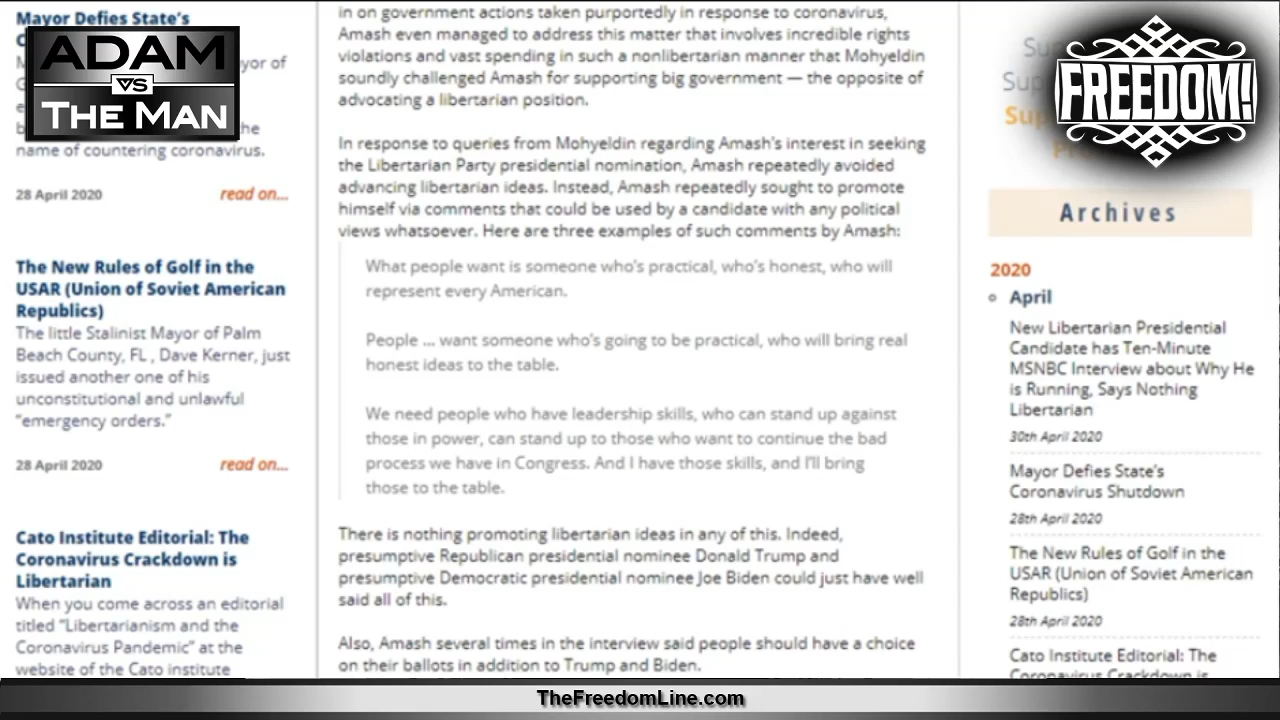 Mayor Defies State's
ADAM
VS
THE MAN
name of countering coronavirus.
28 April 2020 read on...
The New Rules of Golf in the
USAR (Union of Soviet American
Republics)
The little Stalinist Mayor of Palm
Beach County, FL , Dave Kerner, just
issued another one of his
unconstitutional and unlawful
"emergency orders."
28 April 2020 read on...
Cato Institute Editorial: The
Coronavirus Crackdown is
Libertarian
When you come across an editorial
titled "Libertarianism and the
Coronavirus Pandemic" at the
website of the Cato institute
in on government actions taken purportedly in response to coronavirus,
Amash even managed to address this matter that involves incredible rights
violations and vast spending in such a nonlibertarian manner that Mohyeldin
soundly challenged Amash for supporting big government — the opposite of
advocating a libertarian position.
In response to queries from Mohyeldin regarding Amash's interest in seeking
the Libertarian Party presidential nomination, Amash repeatedly avoided
advancing libertarian ideas. Instead, Amash repeatedly sought to promote
himself via comments that could be used by a candidate with any political
views whatsoever. Here are three examples of such comments by Amash:
What people want is someone who's practical, who's honest, who will
represent every American.
People ... want someone who's going to be practical, who will bring real
honest ideas to the table.
We need people who have leadership skills, who can stand up against
those in power, can stand up to those who want to continue the bad
process we have in Congress. And I have those skills, and I'll bring
those to the table.
There is nothing promoting libertarian ideas in any of this. Indeed,
presumptive Republican presidential nominee Donald Trump and
presumptive Democratic presidential nominee Joe Biden could just have well
said all of this.
Also, Amash several times in the interview said people should have a choice
on their ballots in addition to Trump and Biden.
FREEDOM!
Archives
2020
April
New Libertarian Presidential
Candidate has Ten-Minute
MSNBC Interview about Why He
is Running, Says Nothing
Libertarian
30th April 2020
Mayor Defies State's
Coronavirus Shutdown
28th April 2020
The New Rules of Golf in the
USAR (Union of Soviet American
Republics)
28th April 2020
Cato Institute Editorial: The
Coronavirus Crackdown is
TheFreedomLine.com